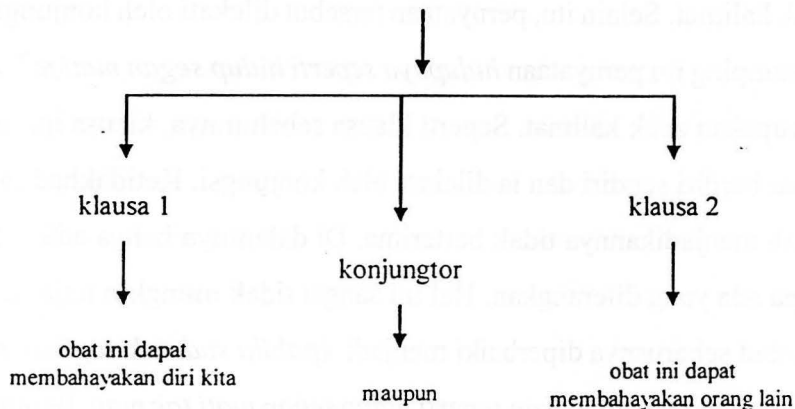 klausa 1
klausa 2
konjungtor
obat ini dapat
membahayakan diri kita
maupun
obat ini dapat
membahayakan orang lain